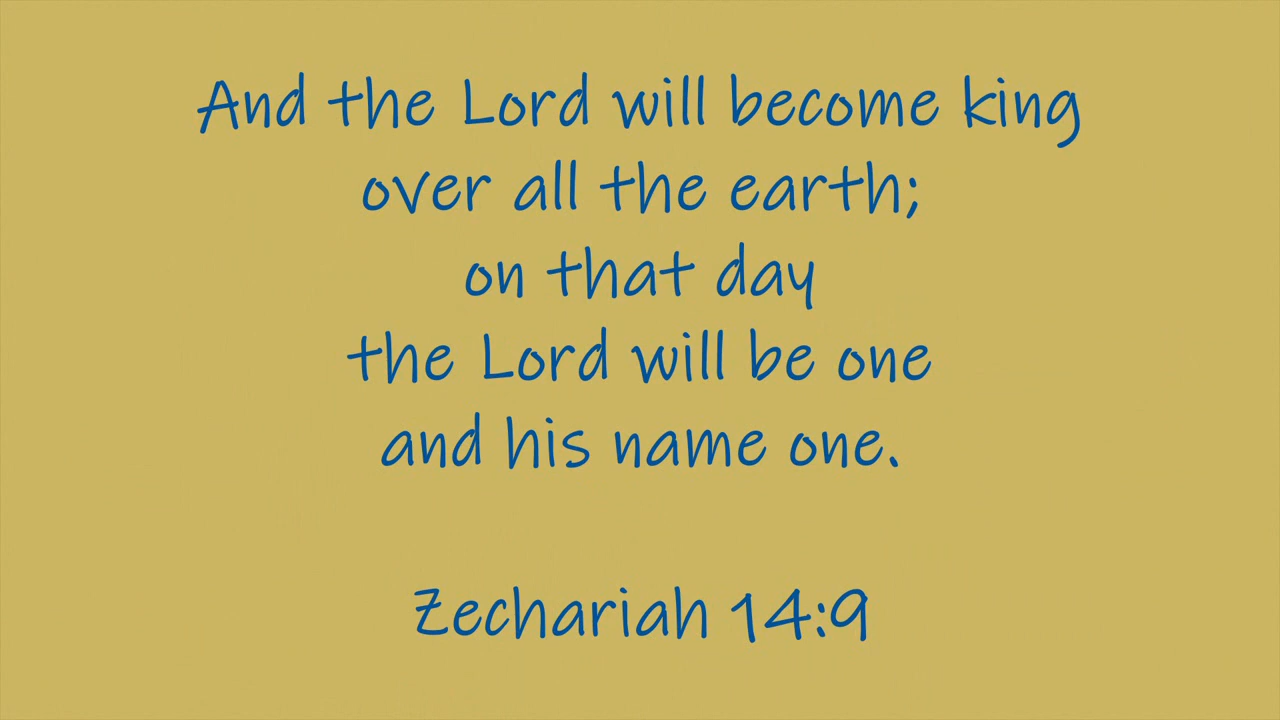 And the Lord will become king
over all the earth;
on that day
the Lord will be one
and his name one.
Zechariah 14:9